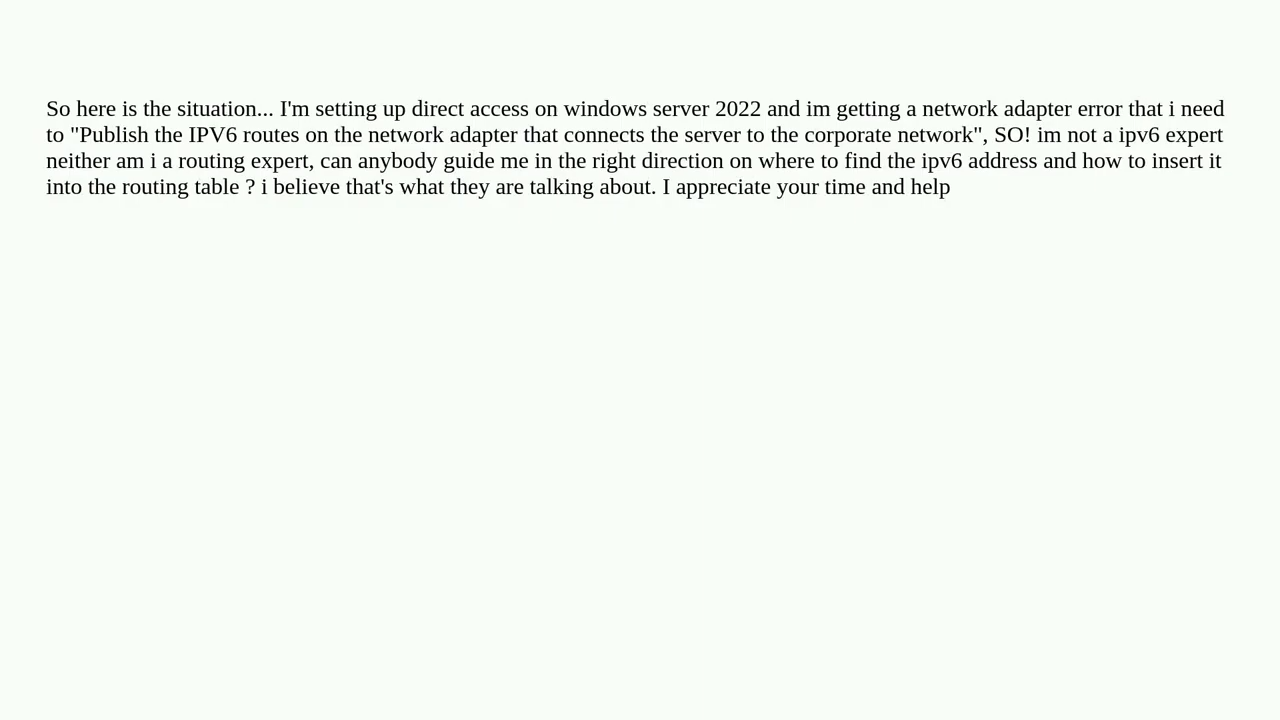 So here is the situation... I'm setting up direct access on windows server 2022 and im getting a network adapter error that i need
to "Publish the IPV6 routes on the network adapter that connects the server to the corporate network", SO! im not a ipv6 expert
neither am i a routing expert, can anybody guide me in the right direction on where to find the ipv6 address and how to insert it
into the routing table ? i believe that's what they are talking about. I appreciate your time and help